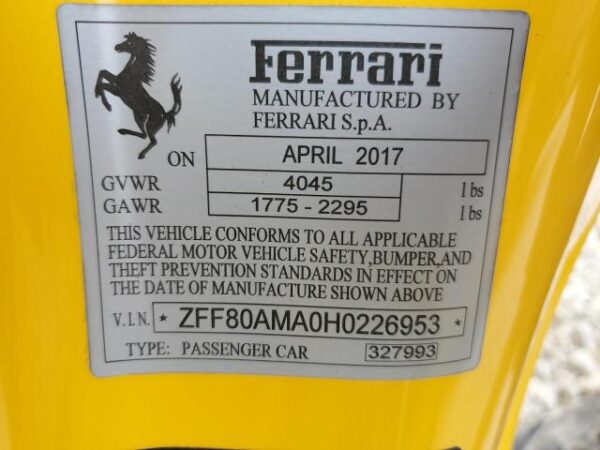 Ferrari
MANUFACTURED BY
FERRARI S.p.A.
ON APRIL 2017
GVWR 4045 lbs
GAWR 1775 - 2295 lbs
THIS VEHICLE CONFORMS TO ALL APPLICABLE
FEDERAL MOTOR VEHICLE SAFETY,BUMPER,AND
THEFT PREVENTION STANDARDS IN EFFECT ON
THE DATE OF MANUFACTURE SHOWN ABOVE
V.I.N. * ZFF80AMA0H0226953 *
TYPE: PASSENGER CAR 327993